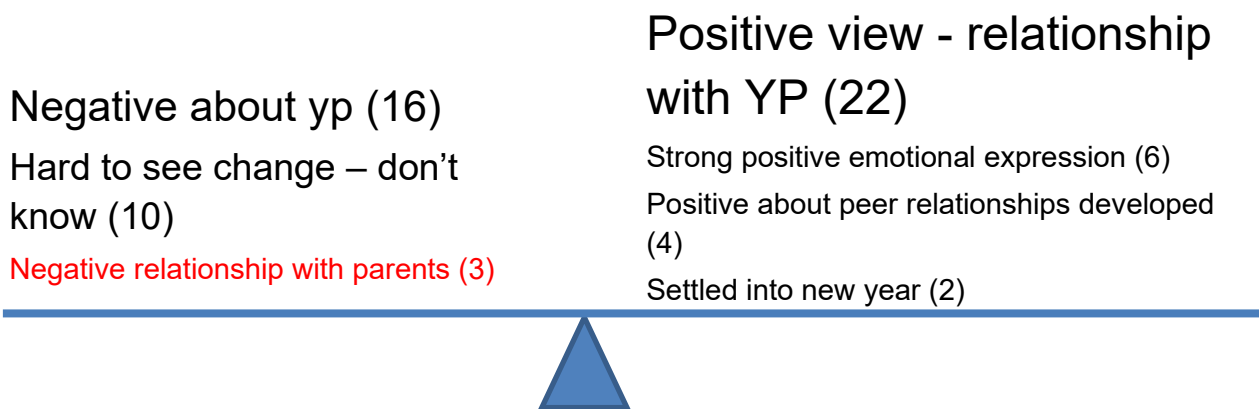 Negative about yp (16)
Hard to see change – don't
know (10)
Negative relationship with parents (3)
Positive view - relationship
with YP (22)
Strong positive emotional expression (6)
Positive about peer relationships developed
(4)
Settled into new year (2)